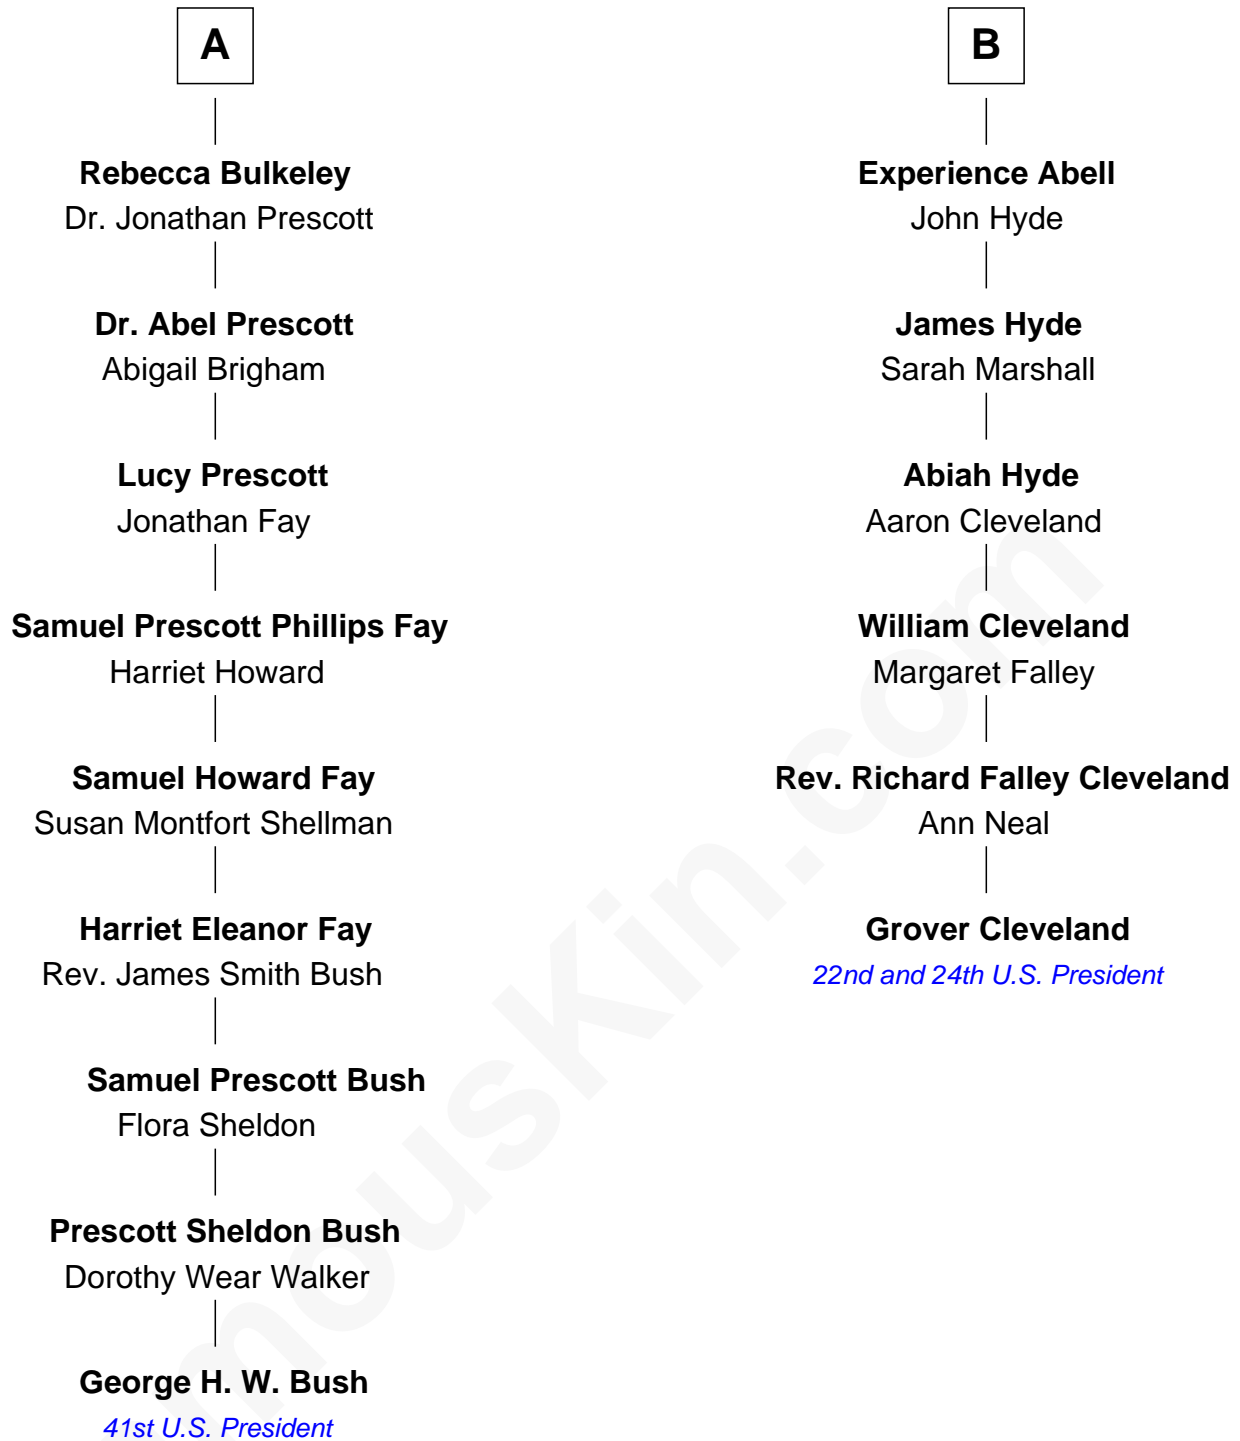 A
Rebecca Bulkeley
Dr. Jonathan Prescott
Dr. Abel Prescott
Abigail Brigham
Lucy Prescott
Jonathan Fay
Samuel Prescott Phillips Fay
Harriet Howard
Samuel Howard Fay
Susan Montfort Shellman
Harriet Eleanor Fay
Rev. James Smith Bush
Samuel Prescott Bush
Flora Sheldon
Prescott Sheldon Bush
Dorothy Wear Walker
George H. W. Bush
41st U.S. President
B
Experience Abell
John Hyde
James Hyde
Sarah Marshall
Abiah Hyde
Aaron Cleveland
William Cleveland
Margaret Falley
Rev. Richard Falley Cleveland
Ann Neal
Grover Cleveland
22nd and 24th U.S. President
mousKin.com